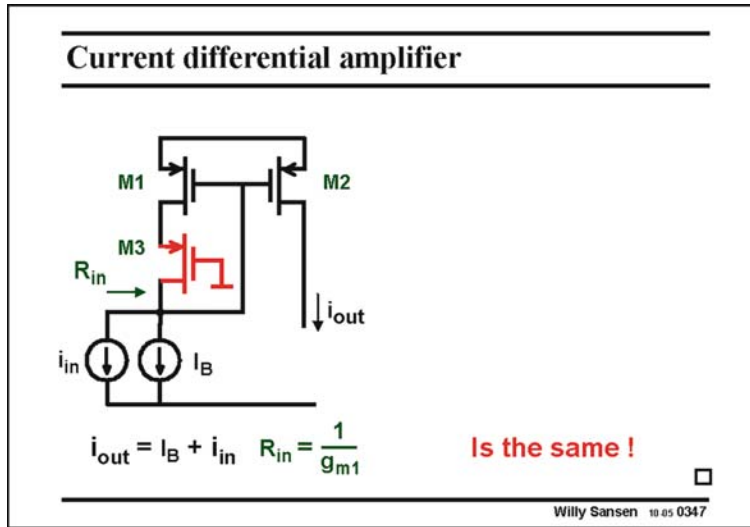 Current differential amplifier
M1
M2
M3
Rin
iout
iin
IB
iout = IB + iin Rin = 1/gm1 Is the same !
Willy Sansen 10-05 0347